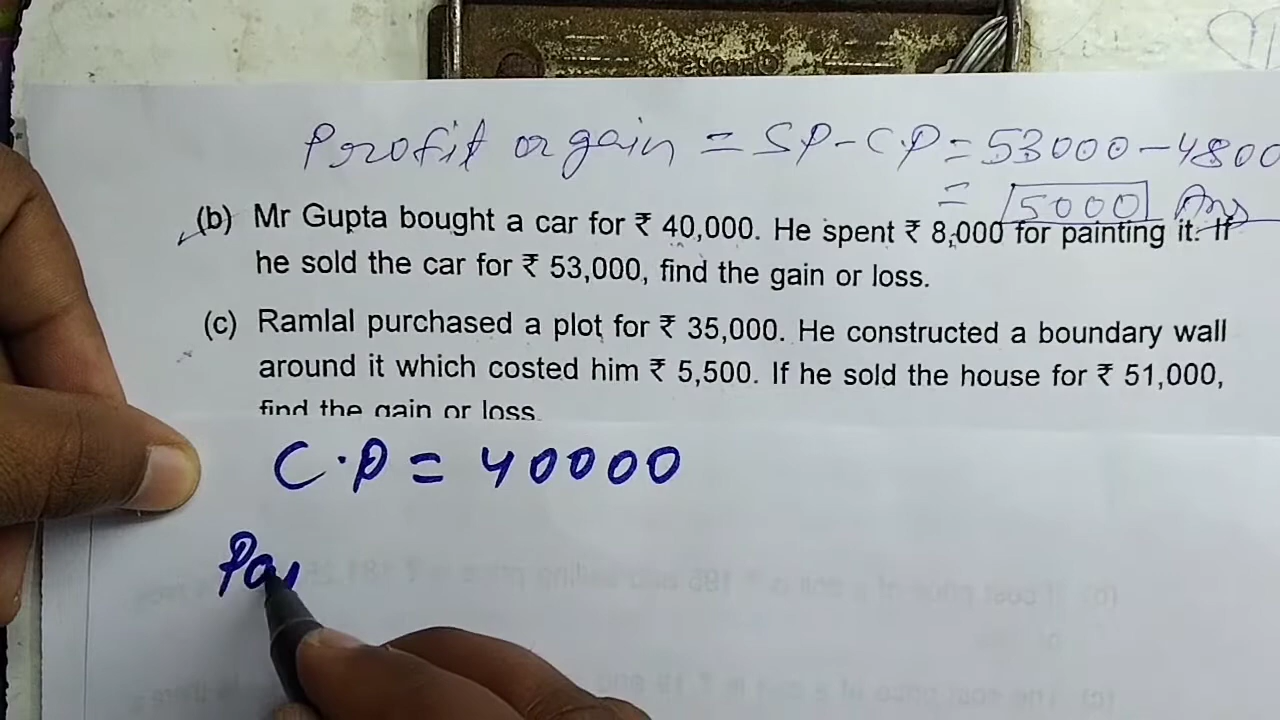 Profit or gain = SP-CP = 53000-4800
= 5000 Ans
(b) Mr Gupta bought a car for ₹ 40,000. He spent ₹ 8,000 for painting it. If
he sold the car for ₹ 53,000, find the gain or loss.
(c) Ramlal purchased a plot for ₹ 35,000. He constructed a boundary wall
around it which costed him ₹ 5,500. If he sold the house for ₹ 51,000,
find the gain or loss.
C.P = 40000
Pa